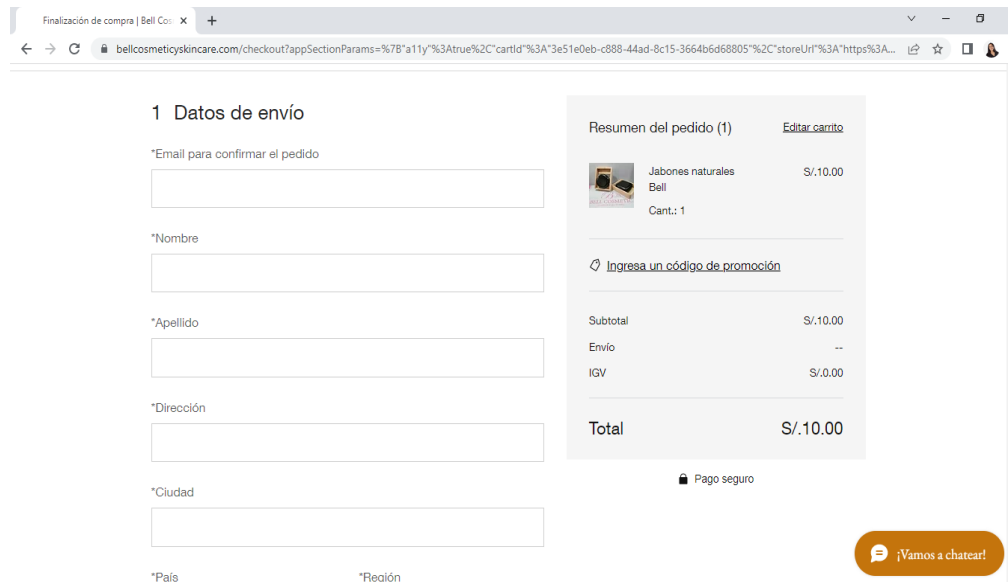 Finalización de compra | Bell Cos
bellcosmeticyskincare.com/checkout?appSectionParams=%7B"a11y"%3Atrue%2C"cartId"%3A"3e51e0eb-c888-44ad-8c15-3664b6d68805"%2C"storeUrl"%3A"https%3A...
1 Datos de envío
*Email para confirmar el pedido
*Nombre
*Apellido
*Dirección
*Ciudad
*País *Región
Resumen del pedido (1) Editar carrito
Jabones naturales S/.10.00
Bell
Cant.: 1
Ingresa un código de promoción
Subtotal S/.10.00
Envío --
IGV S/.0.00
Total S/.10.00
Pago seguro
¡Vamos a chatear!